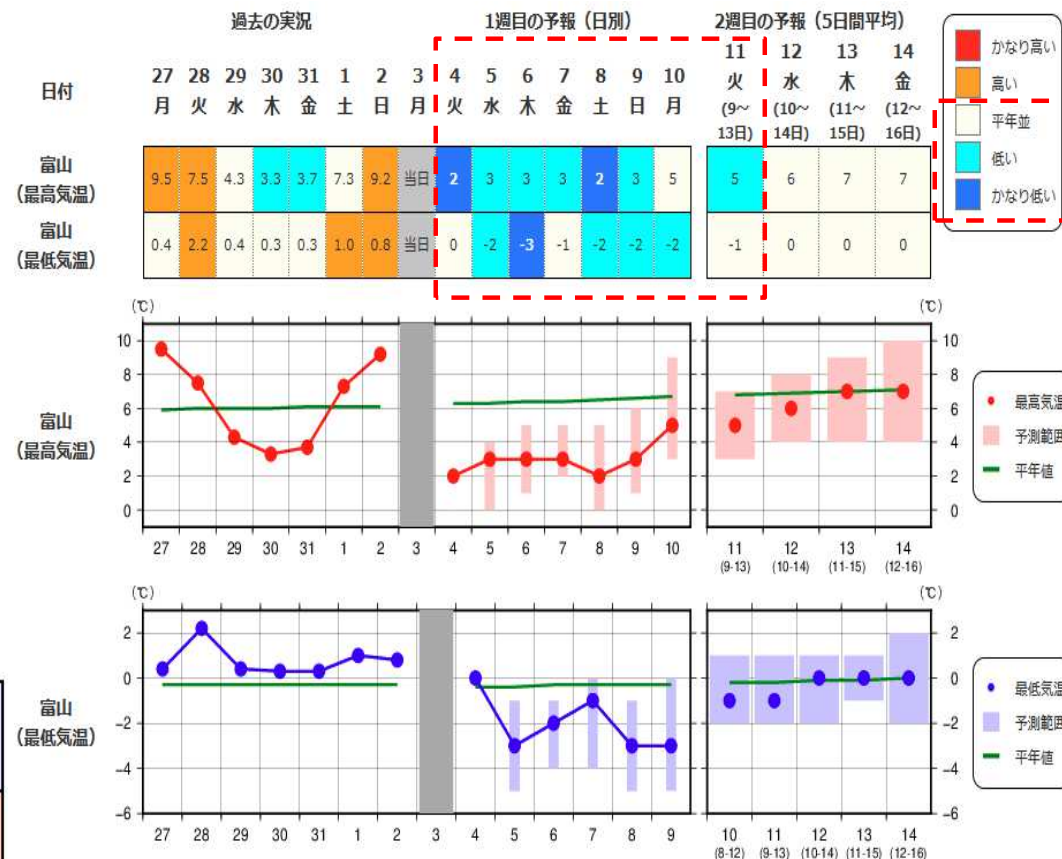 過去の実況 1週目の予報（日別） 2週目の予報（5日間平均）
日付 27 28 29 30 31 1 2 3 4 5 6 7 8 9 10 11 12 13 14
月 火 水 木 金 土 日 月 火 水 木 金 土 日 月 火 水 木 金
(9～ (10～ (11～ (12～
13日) 14日) 15日) 16日)
富山
(最高気温)
9.5 7.5 4.3 3.3 3.7 7.3 9.2 当日 2 3 3 3 2 3 5 5 6 7 7
富山
(最低気温)
0.4 2.2 0.4 0.3 0.3 1.0 0.8 当日 0 -2 -3 -1 -2 -2 -2 -1 0 0 0
かなり高い
高い
平年並
低い
かなり低い
(℃) (℃)
富山
(最高気温)
10 10
8 8
6 6
4 4
2 2
0 0
27 28 29 30 31 1 2 3 4 5 6 7 8 9 10 11 12 13 14
(9-13) (10-14) (11-15) (12-16)
最高気温
予測範囲
平年値
(℃) (℃)
富山
(最低気温)
2 2
0 0
−2 −2
−4 −4
−6 −6
27 28 29 30 31 1 2 3 4 5 6 7 8 9 10 11 12 13 14
(8-12) (9-13) (10-14) (11-15) (12-16)
最低気温
予測範囲
平年値